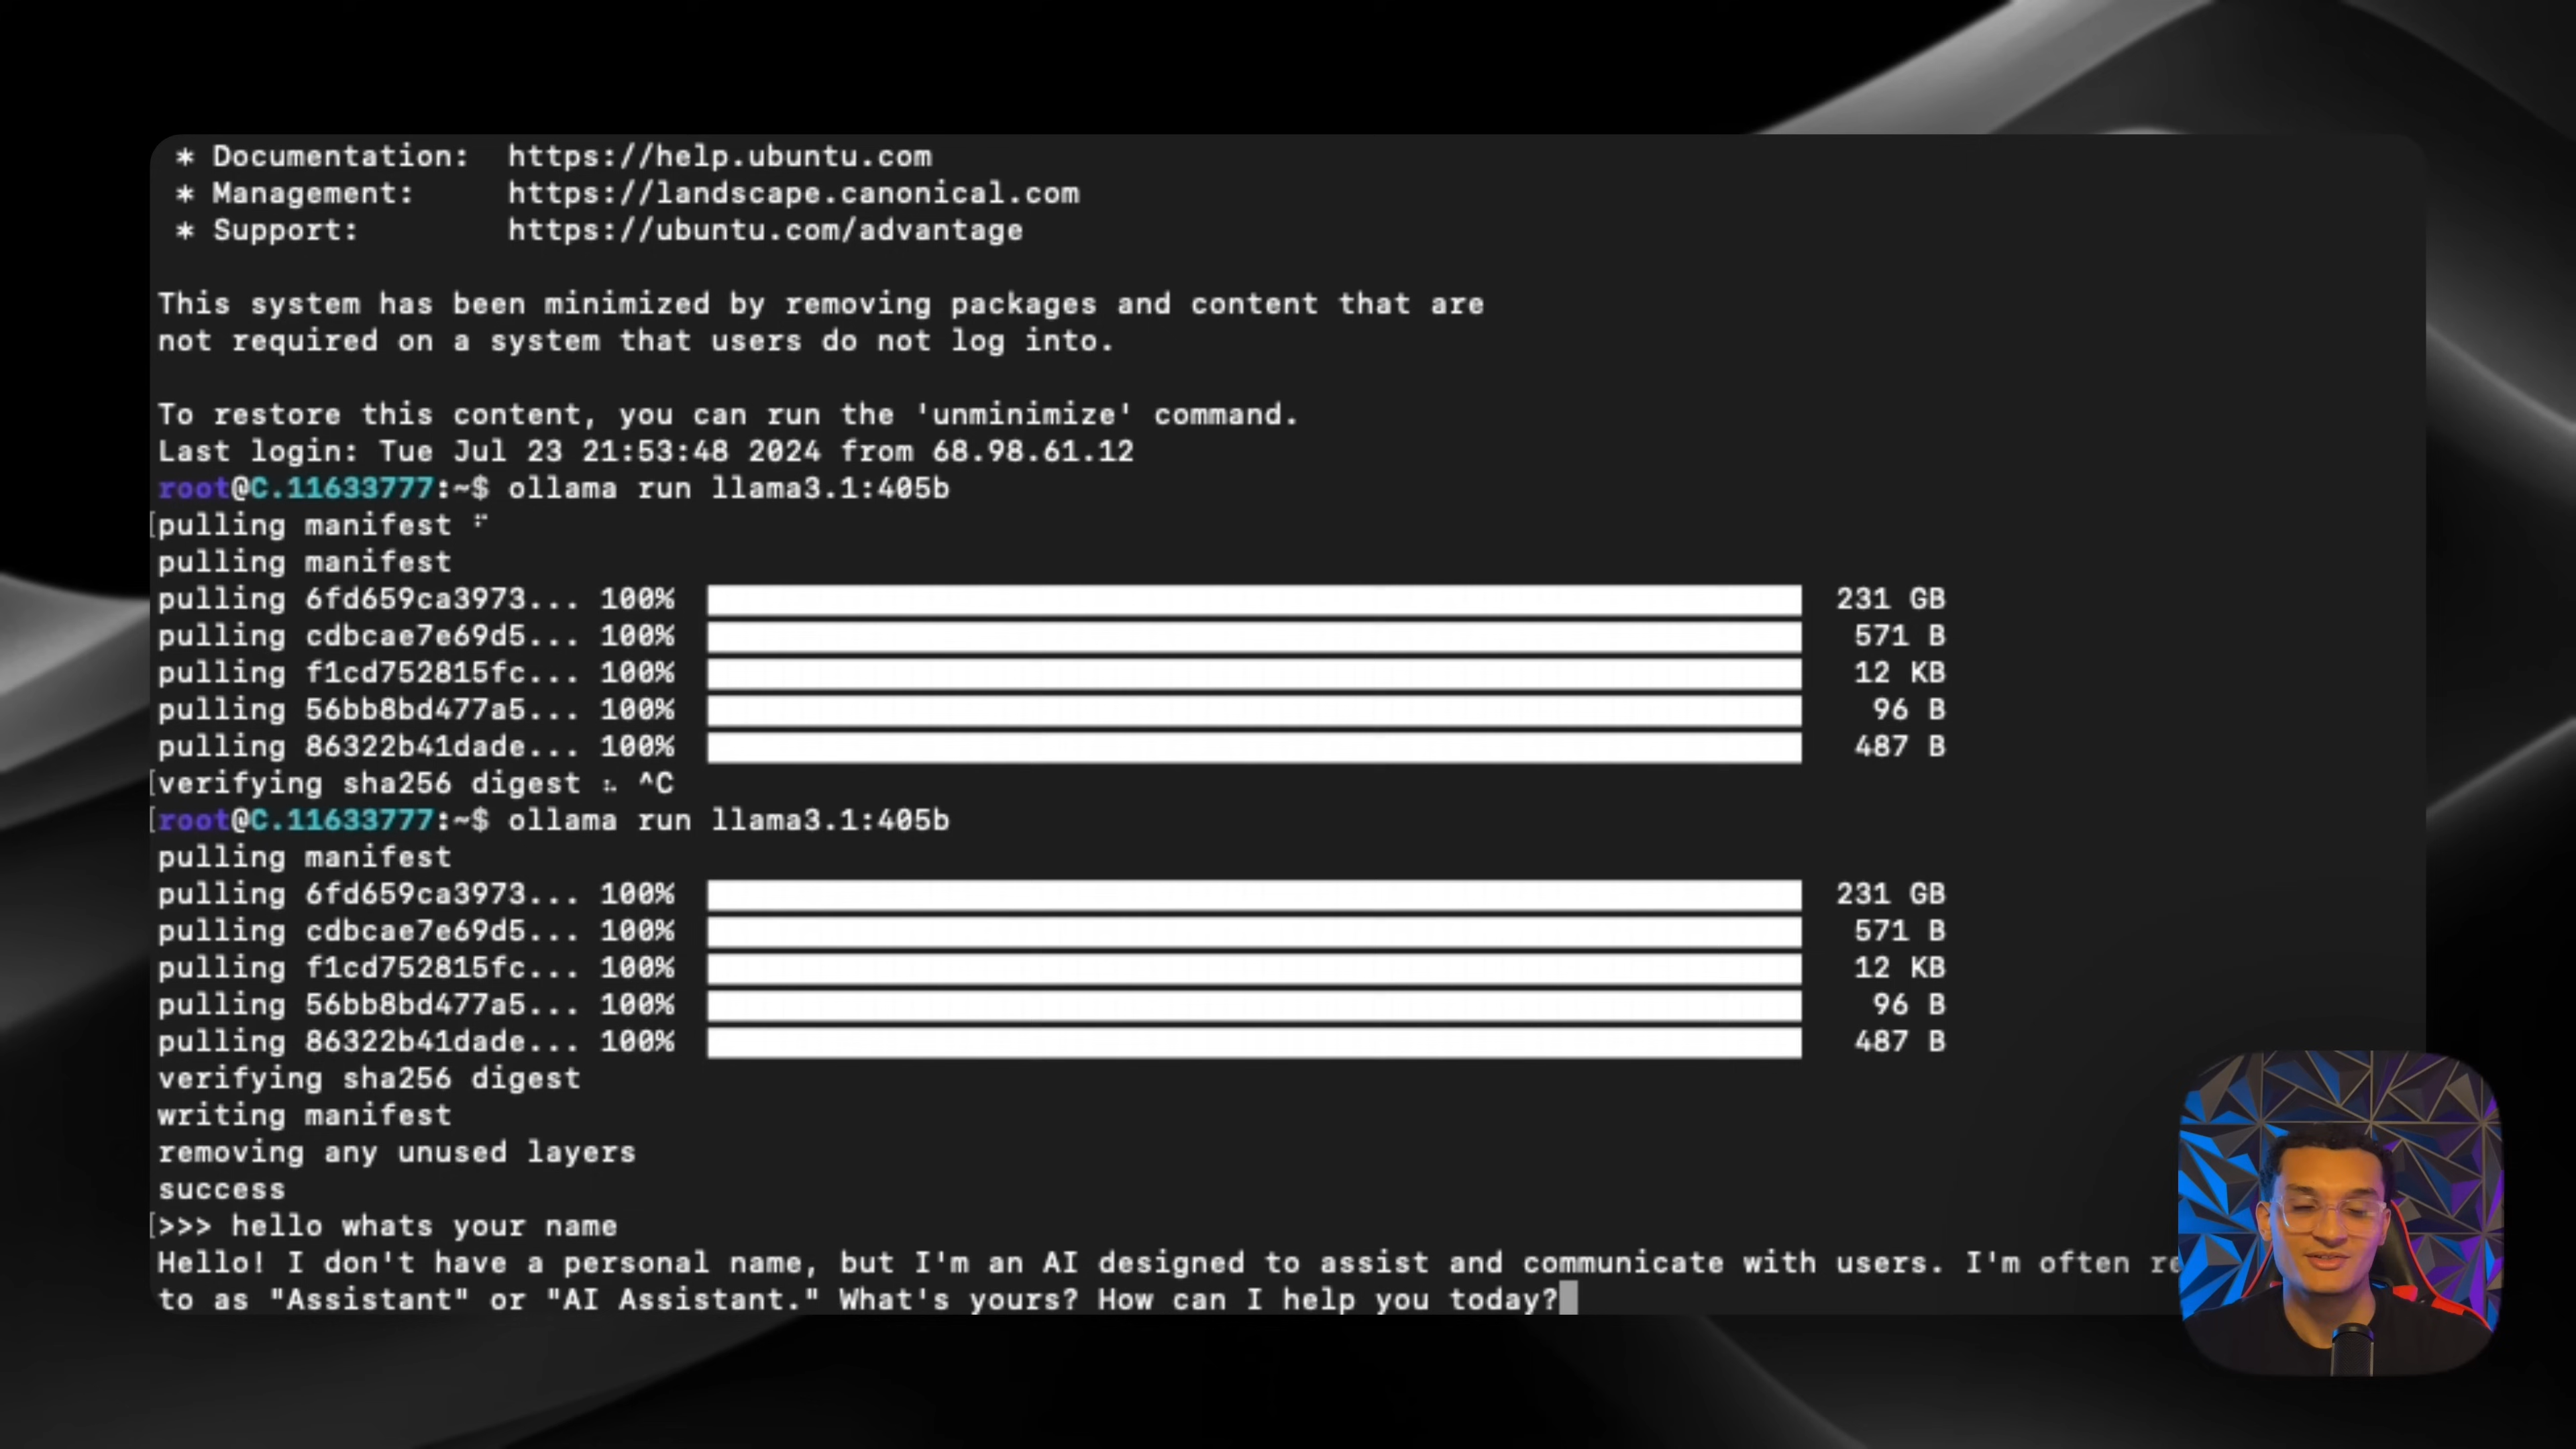 * Documentation:  https://help.ubuntu.com
* Management:     https://landscape.canonical.com
* Support:        https://ubuntu.com/advantage
This system has been minimized by removing packages and content that are
not required on a system that users do not log into.
To restore this content, you can run the 'unminimize' command.
Last login: Tue Jul 23 21:53:48 2024 from 68.98.61.12
root@C.11633777:~$ ollama run llama3.1:405b
[pulling manifest ⠋
pulling manifest
pulling 6fd659ca3973... 100% 231 GB
pulling cdbcae7e69d5... 100% 571 B
pulling f1cd752815fc... 100% 12 KB
pulling 56bb8bd477a5... 100% 96 B
pulling 86322b41dade... 100% 487 B
[verifying sha256 digest ⠦ ^C
[root@C.11633777:~$ ollama run llama3.1:405b
pulling manifest
pulling 6fd659ca3973... 100% 231 GB
pulling cdbcae7e69d5... 100% 571 B
pulling f1cd752815fc... 100% 12 KB
pulling 56bb8bd477a5... 100% 96 B
pulling 86322b41dade... 100% 487 B
verifying sha256 digest
writing manifest
removing any unused layers
success
[>>> hello whats your name
Hello! I don't have a personal name, but I'm an AI designed to assist and communicate with users. I'm often
to as "Assistant" or "AI Assistant." What's yours? How can I help you today?